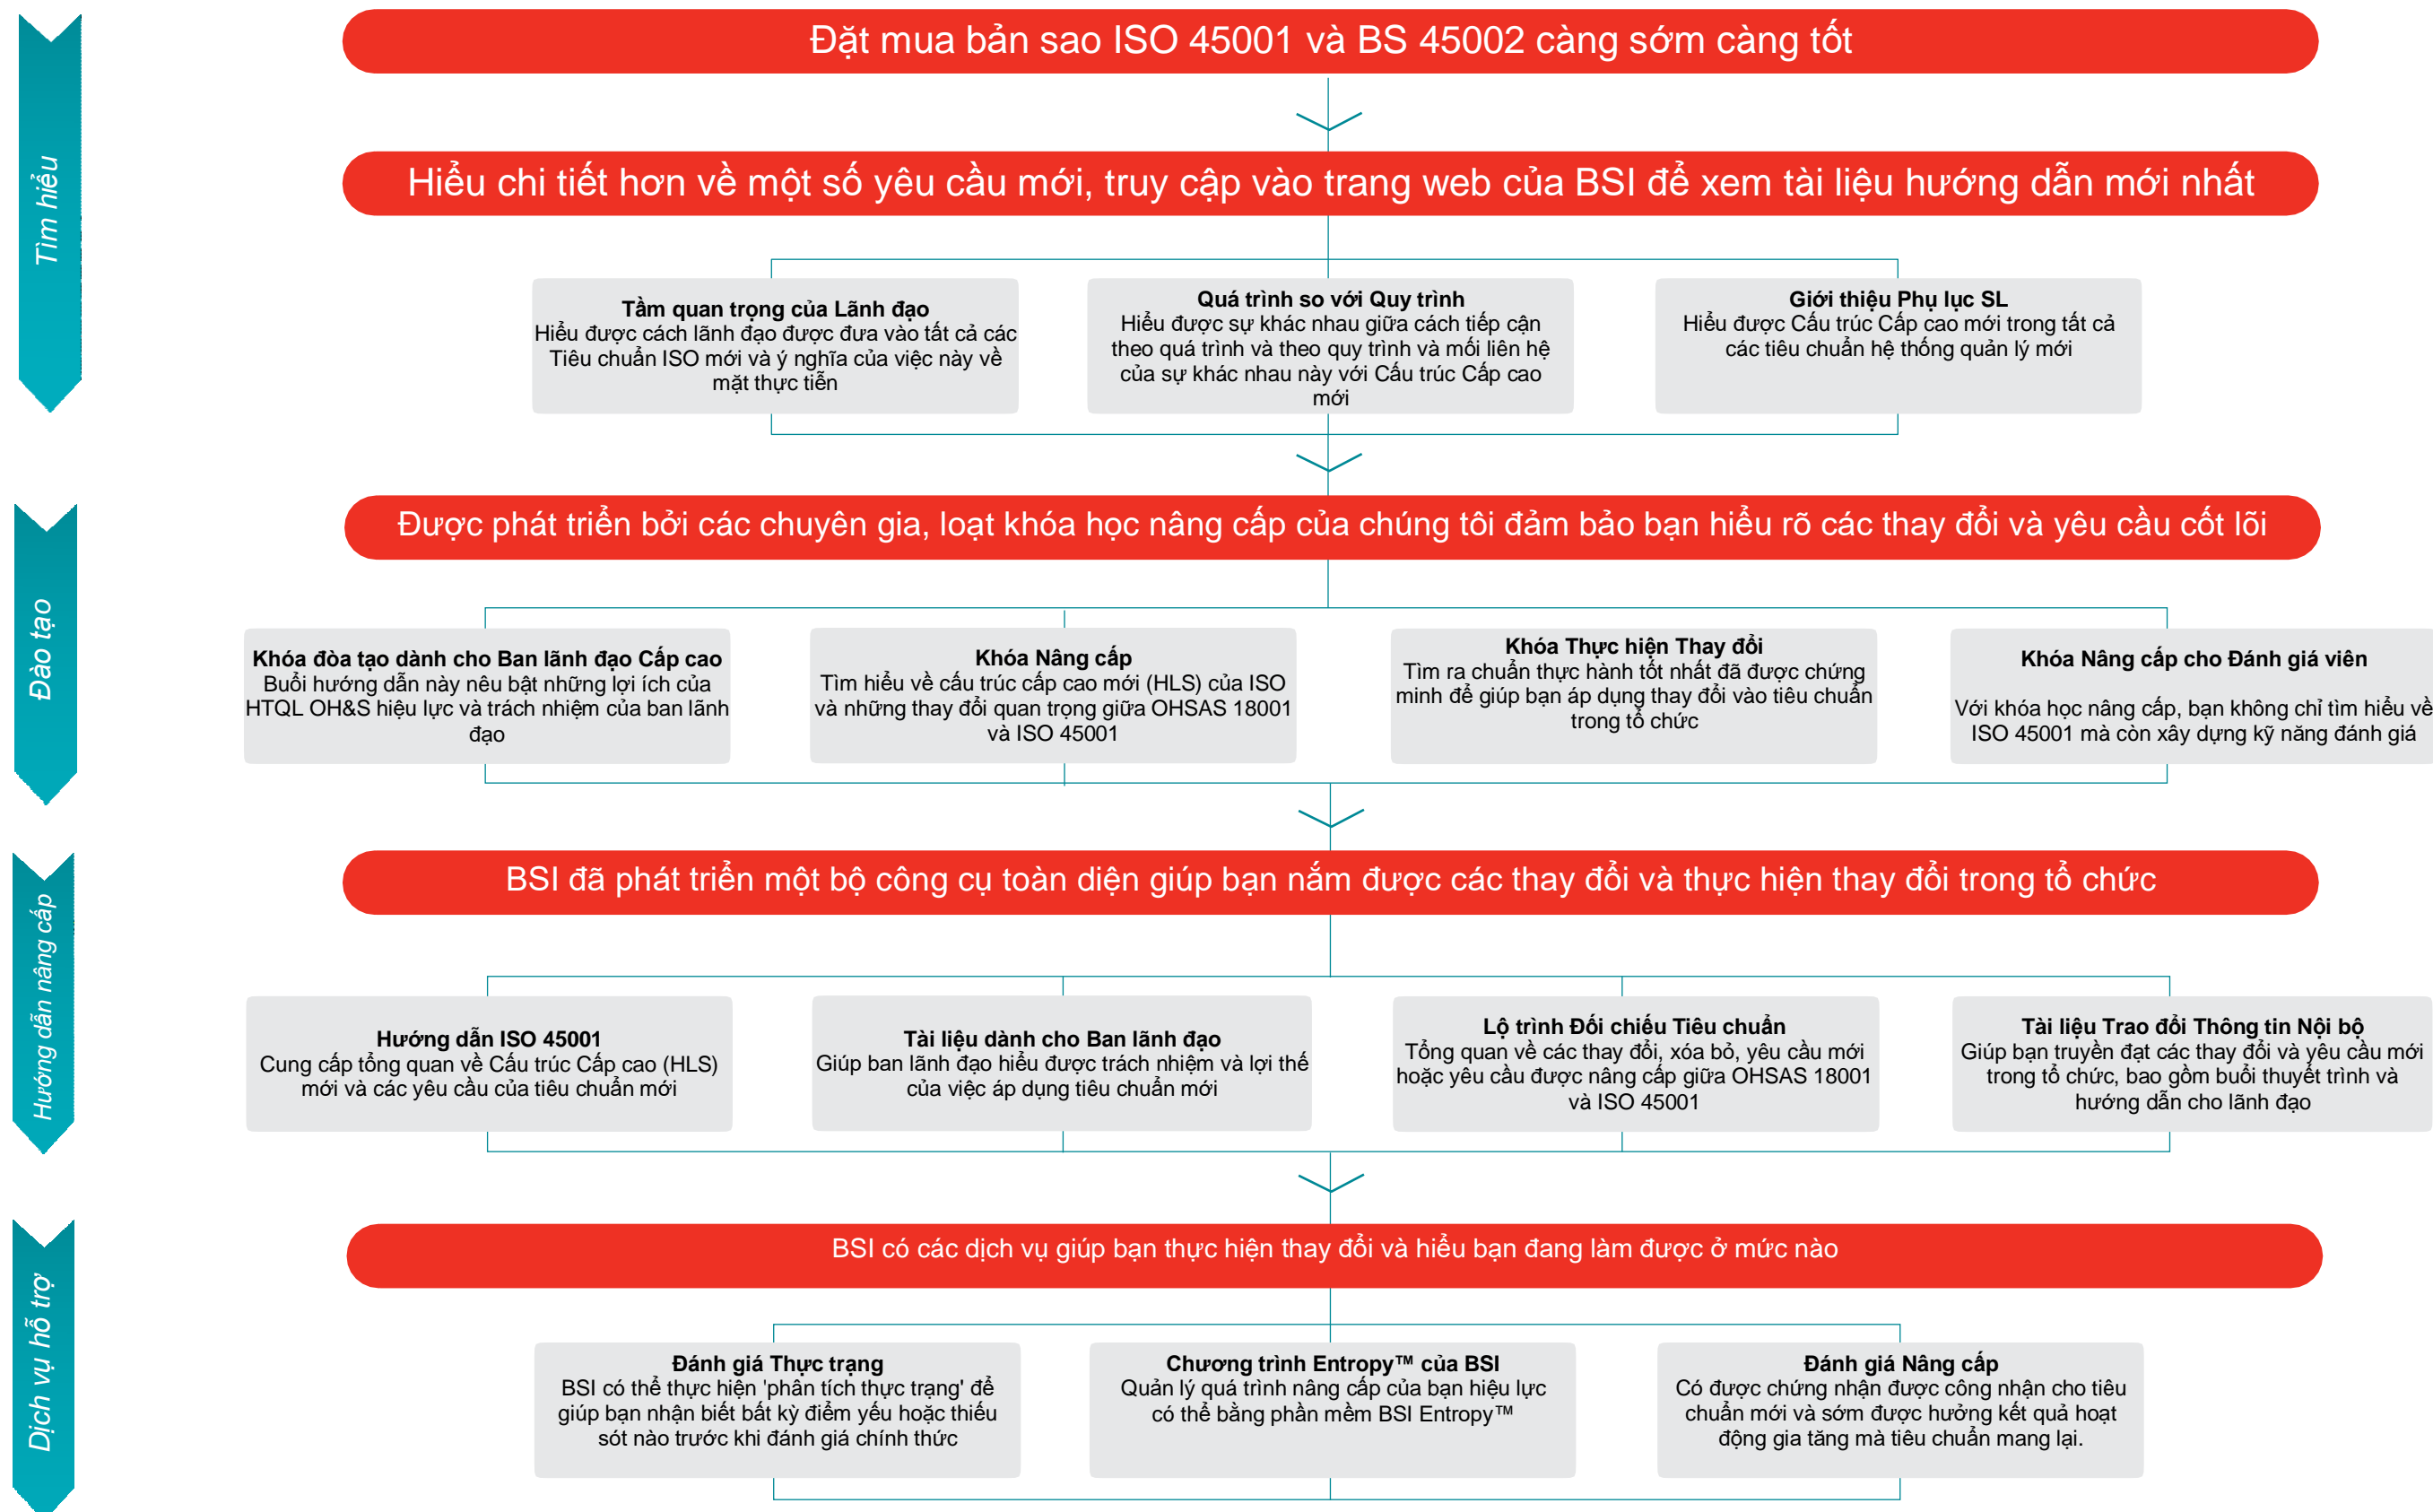 Tìm hiểu
Đặt mua bản sao ISO 45001 và BS 45002 càng sớm càng tốt
Hiểu chi tiết hơn về một số yêu cầu mới, truy cập vào trang web của BSI để xem tài liệu hướng dẫn mới nhất
Tầm quan trọng của Lãnh đạo
Hiểu được cách lãnh đạo được đưa vào tất cả các
Tiêu chuẩn ISO mới và ý nghĩa của việc này về
mặt thực tiễn
Quá trình so với Quy trình
Hiểu được sự khác nhau giữa cách tiếp cận
theo quá trình và theo quy trình và mối liên hệ
của sự khác nhau này với Cấu trúc Cấp cao
mới
Giới thiệu Phụ lục SL
Hiểu được Cấu trúc Cấp cao mới trong tất cả
các tiêu chuẩn hệ thống quản lý mới
Đào tạo
Được phát triển bởi các chuyên gia, loạt khóa học nâng cấp của chúng tôi đảm bảo bạn hiểu rõ các thay đổi và yêu cầu cốt lõi
Khóa đòa tạo dành cho Ban lãnh đạo Cấp cao
Buổi hướng dẫn này nêu bật những lợi ích của
HTQL OH&S hiệu lực và trách nhiệm của ban lãnh
đạo
Khóa Nâng cấp
Tìm hiểu về cấu trúc cấp cao mới (HLS) của ISO
và những thay đổi quan trọng giữa OHSAS 18001
và ISO 45001
Khóa Thực hiện Thay đổi
Tìm ra chuẩn thực hành tốt nhất đã được chứng
minh để giúp bạn áp dụng thay đổi vào tiêu chuẩn
trong tổ chức
Khóa Nâng cấp cho Đánh giá viên
Với khóa học nâng cấp, bạn không chỉ tìm hiểu về
ISO 45001 mà còn xây dựng kỹ năng đánh giá
Hướng dẫn nâng cấp
BSI đã phát triển một bộ công cụ toàn diện giúp bạn nắm được các thay đổi và thực hiện thay đổi trong tổ chức
Hướng dẫn ISO 45001
Cung cấp tổng quan về Cấu trúc Cấp cao (HLS)
mới và các yêu cầu của tiêu chuẩn mới
Tài liệu dành cho Ban lãnh đạo
Giúp ban lãnh đạo hiểu được trách nhiệm và lợi thế
của việc áp dụng tiêu chuẩn mới
Lộ trình Đối chiếu Tiêu chuẩn
Tổng quan về các thay đổi, xóa bỏ, yêu cầu mới
hoặc yêu cầu được nâng cấp giữa OHSAS 18001
và ISO 45001
Tài liệu Trao đổi Thông tin Nội bộ
Giúp bạn truyền đạt các thay đổi và yêu cầu mới
trong tổ chức, bao gồm buổi thuyết trình và
hướng dẫn cho lãnh đạo
Dịch vụ hỗ trợ
BSI có các dịch vụ giúp bạn thực hiện thay đổi và hiểu bạn đang làm được ở mức nào
Đánh giá Thực trạng
BSI có thể thực hiện 'phân tích thực trạng' để
giúp bạn nhận biết bất kỳ điểm yếu hoặc thiếu
sót nào trước khi đánh giá chính thức
Chương trình Entropy™ của BSI
Quản lý quá trình nâng cấp của bạn hiệu lực
có thể bằng phần mềm BSI Entropy™
Đánh giá Nâng cấp
Có được chứng nhận được công nhận cho tiêu
chuẩn mới và sớm được hưởng kết quả hoạt
động gia tăng mà tiêu chuẩn mang lại.